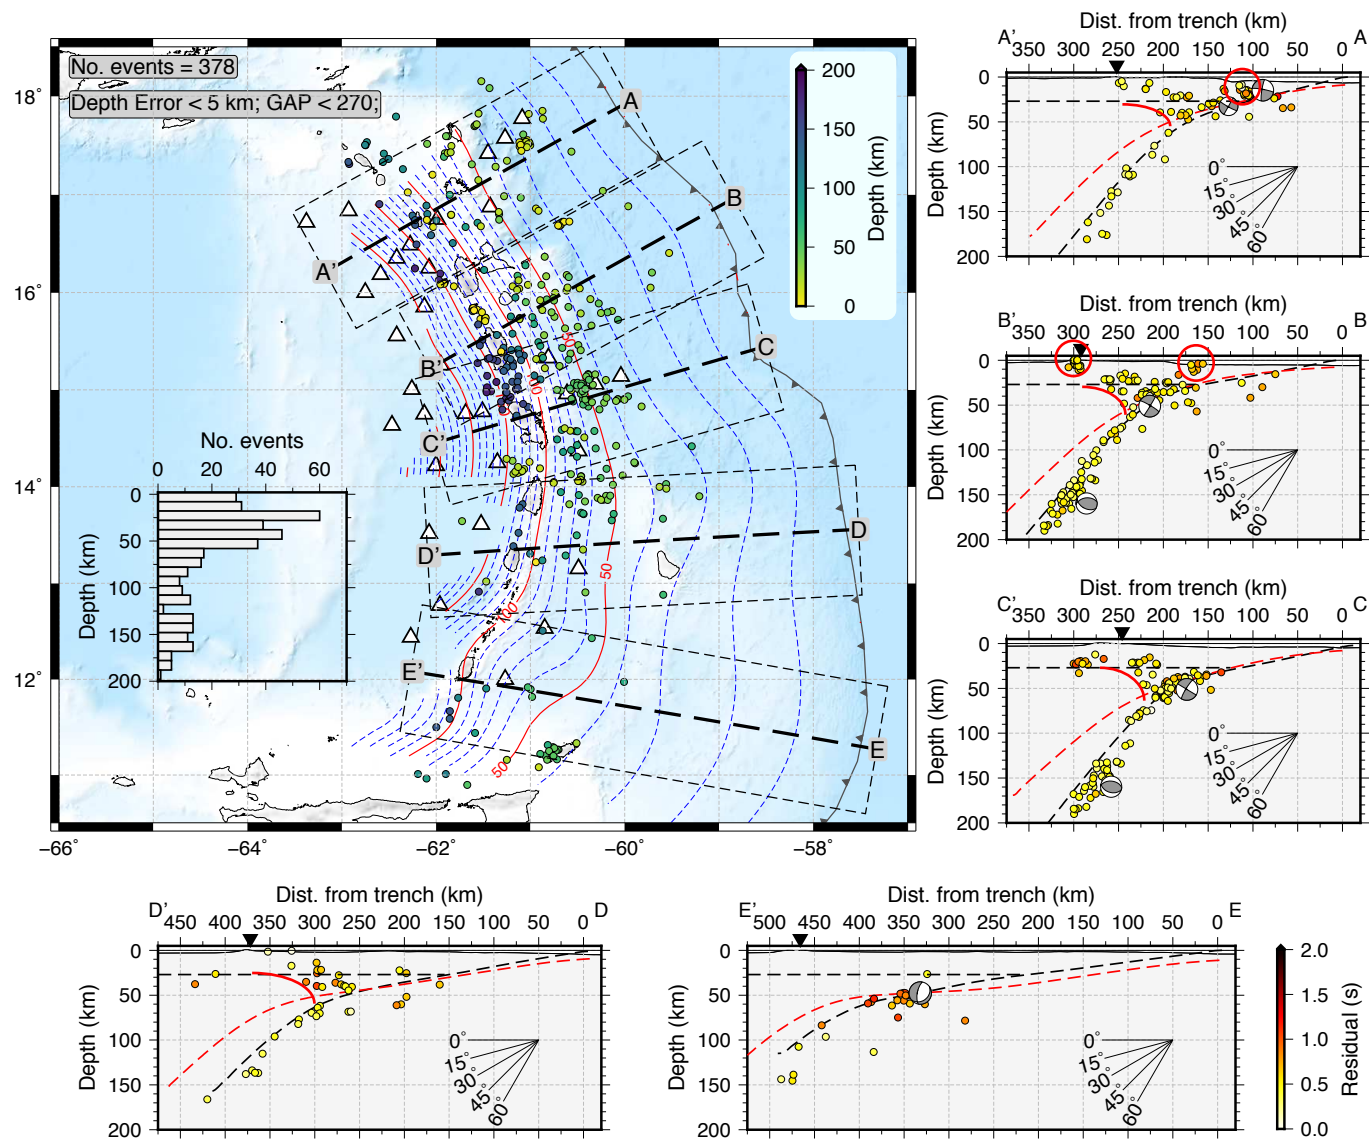 No. events = 378
Depth Error < 5 km; GAP < 270;
18°
17°
16°
15°
14°
13°
12°
11°
−66°
−64°
−62°
−60°
−58°
A
A'
B
B'
C
C'
D
D'
E
E'
50
50
50
100
200
150
100
50
0
Depth (km)
No. events
0 20 40 60
0
50
100
150
200
Depth (km)
Dist. from trench (km)
A' A
350 300 250 200 150 100 50 0
0
50
100
150
200
Depth (km)
0°
15°
30°
45°
60°
Dist. from trench (km)
B' B
350 300 250 200 150 100 50 0
0
50
100
150
200
Depth (km)
0°
15°
30°
45°
60°
Dist. from trench (km)
C' C
350 300 250 200 150 100 50 0
0
50
100
150
200
Depth (km)
0°
15°
30°
45°
60°
Dist. from trench (km)
D' D
450 400 350 300 250 200 150 100 50 0
0
50
100
150
200
Depth (km)
0°
15°
30°
45°
60°
Dist. from trench (km)
E' E
500 450 400 350 300 250 200 150 100 50 0
0
50
100
150
200
Depth (km)
0°
15°
30°
45°
60°
2.0
1.5
1.0
0.5
0.0
Residual (s)